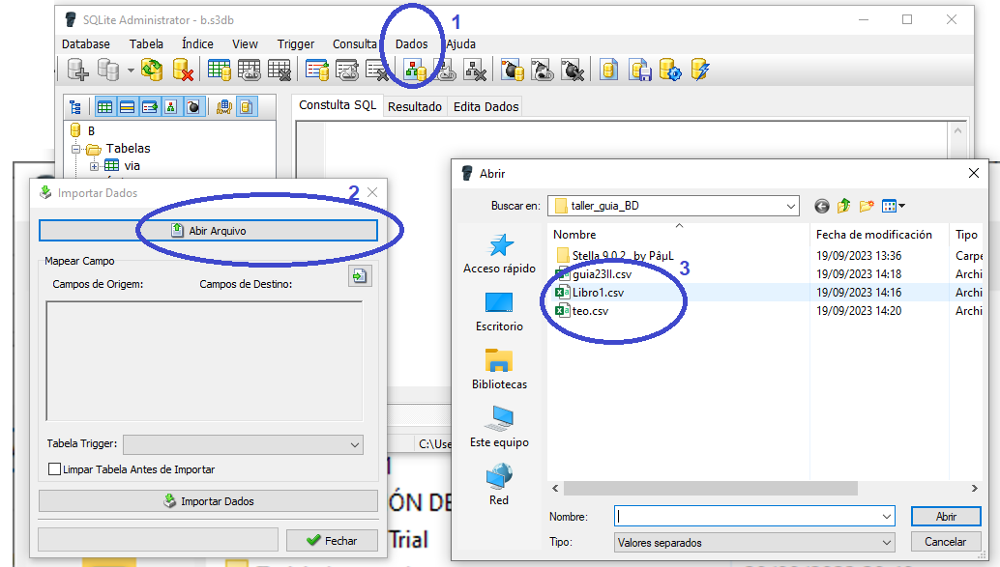 SQLite Administrator - b.s3db
1
Database Tabela Índice View Trigger Consulta Dados Ajuda
Constulta SQL Resultado Edita Dados
B
Tabelas
via
Importar Dados
2
Abir Arquivo
Mapear Campo
Campos de Origem: Campos de Destino:
Tabela Trigger:
Limpar Tabela Antes de Importar
Importar Dados
Fechar
C:\Use
ÓN DE
Trial
Abrir
Buscar en: taller_guia_BD
Nombre Fecha de modificación Tipo
Stella 9.0.2_ by PáµL 19/09/2023 13:36 Carpe
3
guia23II.csv 19/09/2023 14:18 Archi
Libro1.csv 19/09/2023 14:16 Archi
teo.csv 19/09/2023 14:20 Archi
Acceso rápido
Escritorio
Bibliotecas
Este equipo
Red
Nombre: Abrir
Tipo: Valores separados Cancelar